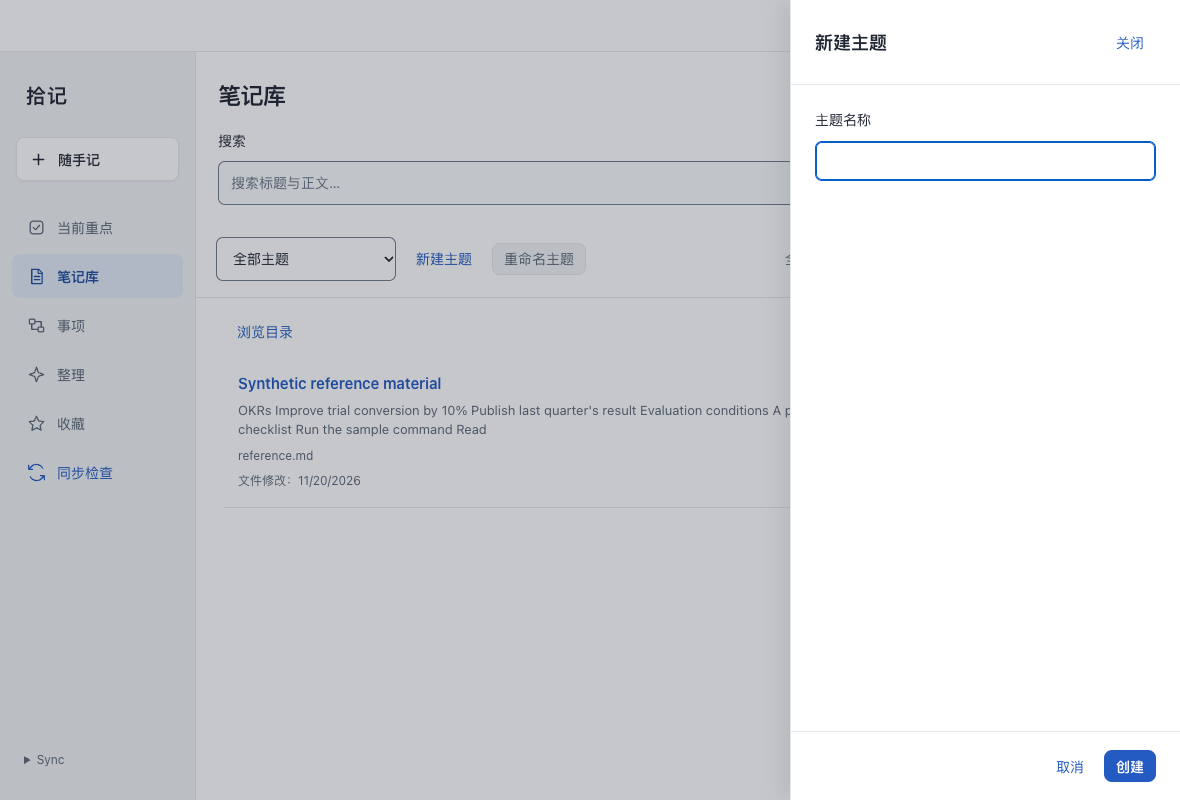 拾记
随手记
当前重点
笔记库
事项
整理
收藏
同步检查
Sync
笔记库
搜索
搜索标题与正文...
全部主题
新建主题
重命名主题
浏览目录
Synthetic reference material
OKRs Improve trial conversion by 10% Publish last quarter's result Evaluation conditions A
checklist Run the sample command Read
reference.md
文件修改：11/20/2026
新建主题
关闭
主题名称
取消
创建